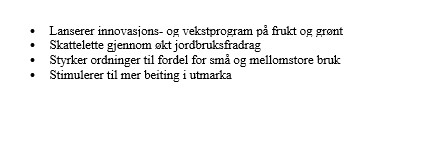 • Lanserer innovasjons- og vekstprogram på frukt og grønt
• Skattelette gjennom økt jordbruksfradrag
• Styrker ordninger til fordel for små og mellomstore bruk
• Stimulerer til mer beiting i utmarka